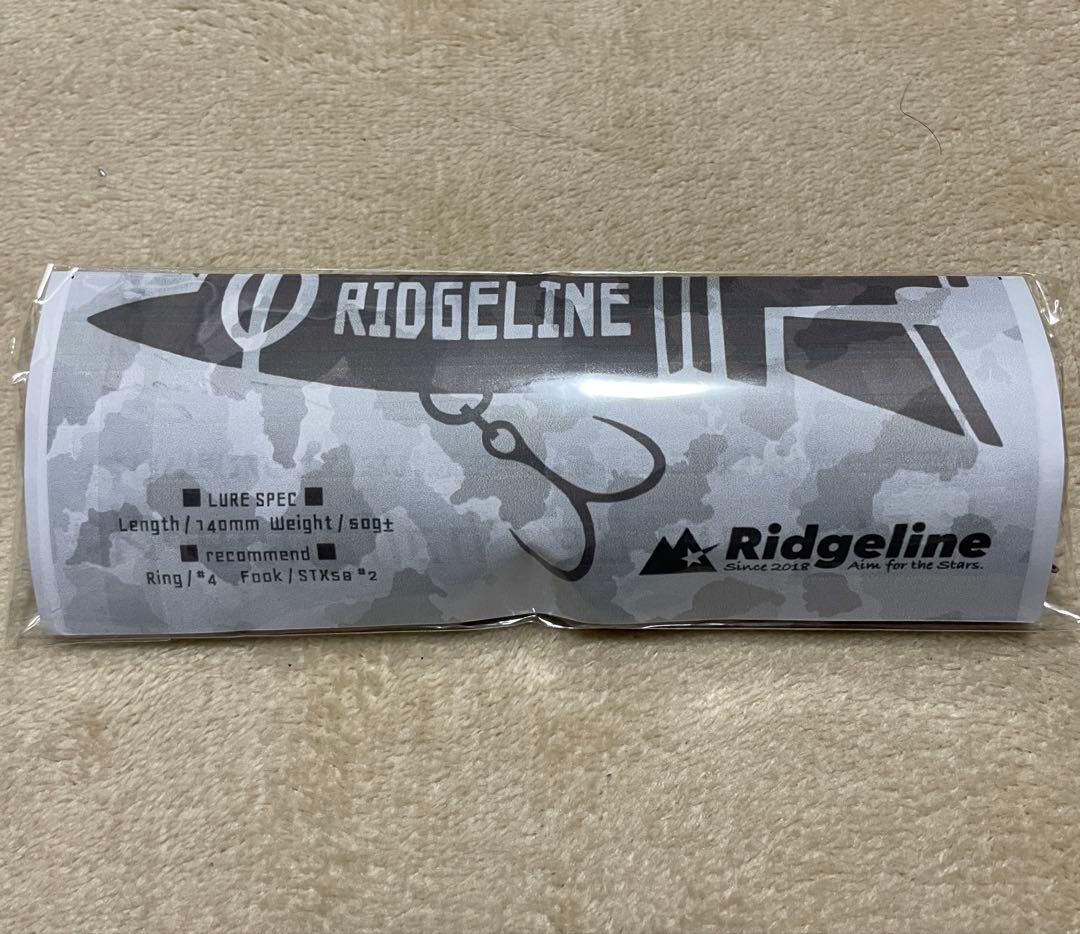 RIDGELINE
■ LURE SPEC ■
Length/140mm Weight/50g±
■ recommend ■
Ring/#4 Fook/STX58 #2
Ridgeline
Since 2018 Aim for the Stars.